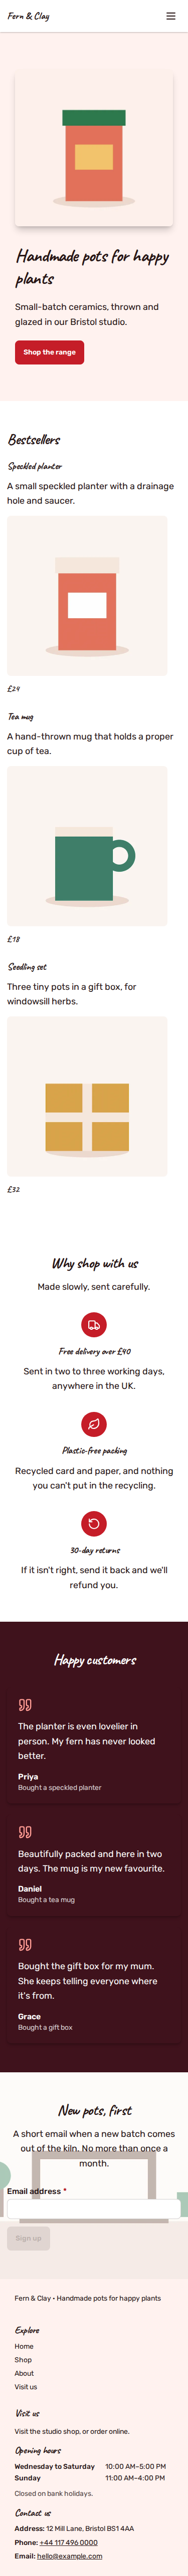 Fern & Clay
Handmade pots for happy
plants
Small-batch ceramics, thrown and
glazed in our Bristol studio.
Shop the range
Bestsellers
Speckled planter
A small speckled planter with a drainage
hole and saucer.
£24
Tea mug
A hand-thrown mug that holds a proper
cup of tea.
£18
Seedling set
Three tiny pots in a gift box, for
windowsill herbs.
£32
Why shop with us
Made slowly, sent carefully.
Free delivery over £40
Sent in two to three working days,
anywhere in the UK.
Plastic-free packing
Recycled card and paper, and nothing
you can't put in the recycling.
30-day returns
If it isn't right, send it back and we'll
refund you.
Happy customers
The planter is even lovelier in
person. My fern has never looked
better.
Priya
Bought a speckled planter
Beautifully packed and here in two
days. The mug is my new favourite.
Daniel
Bought a tea mug
Bought the gift box for my mum.
She keeps telling everyone where
it's from.
Grace
Bought a gift box
New pots, first
A short email when a new batch comes
out of the kiln. No more than once a
month.
Email address *
Sign up
Fern & Clay • Handmade pots for happy plants
Explore
Home
Shop
About
Visit us
Visit us
Visit the studio shop, or order online.
Opening hours
Wednesday to Saturday 10:00 AM–5:00 PM
Sunday 11:00 AM–4:00 PM
Closed on bank holidays.
Contact us
Address: 12 Mill Lane, Bristol BS1 4AA
Phone: +44 117 496 0000
Email: hello@example.com